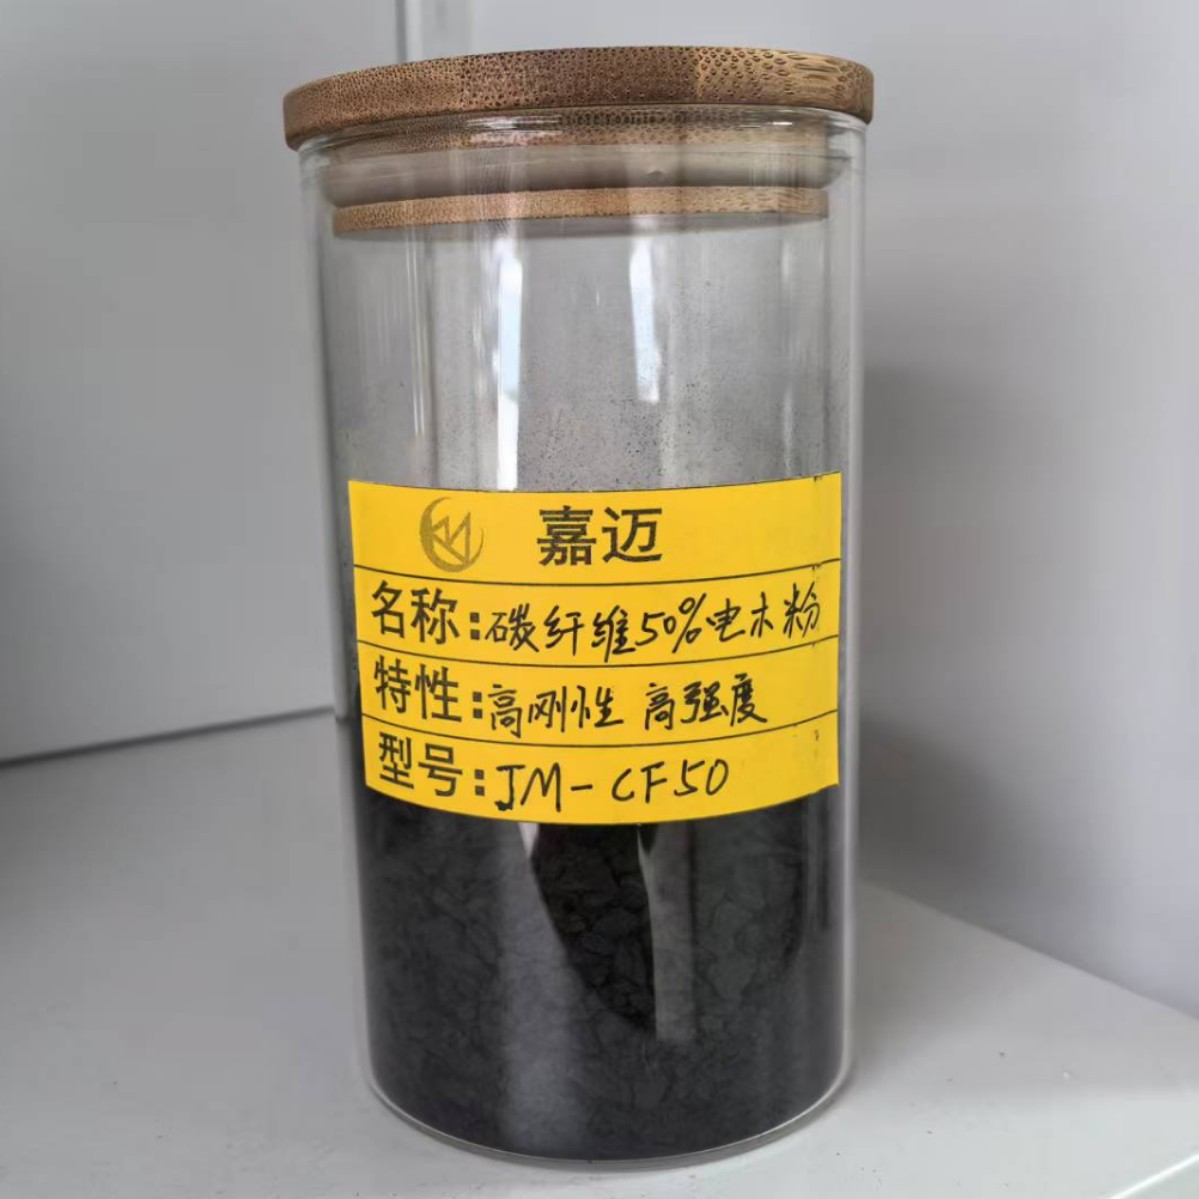 嘉迈
名称:碳纤维50%电木粉
特性:高刚性 高强度
型号:JM-CF50